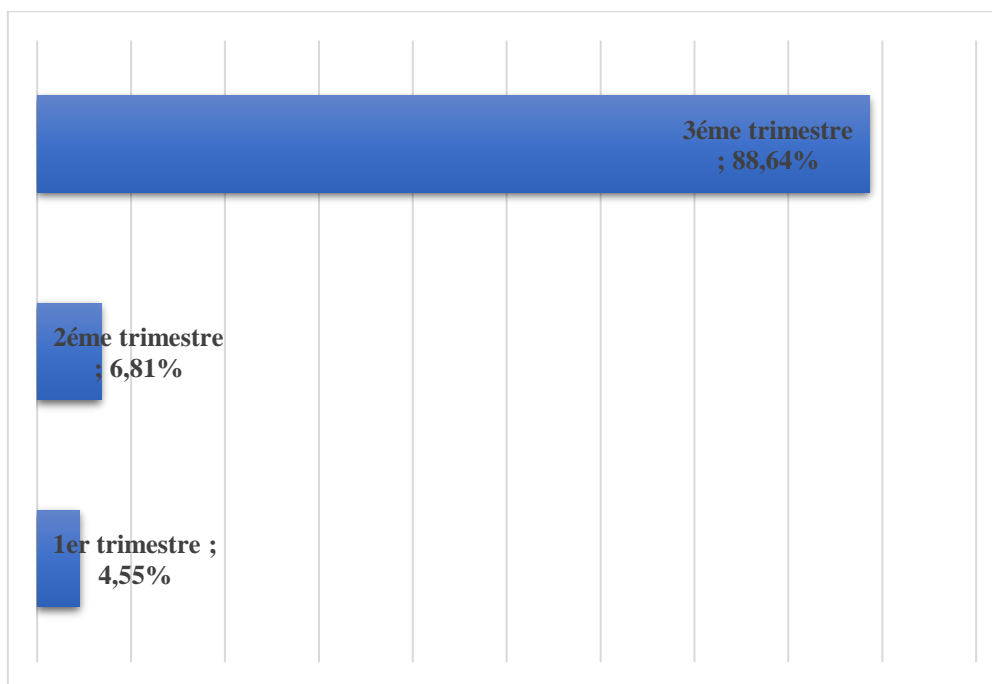 3éme trimestre
; 88,64%
2éme trimestre
; 6,81%
1er trimestre ;
4,55%